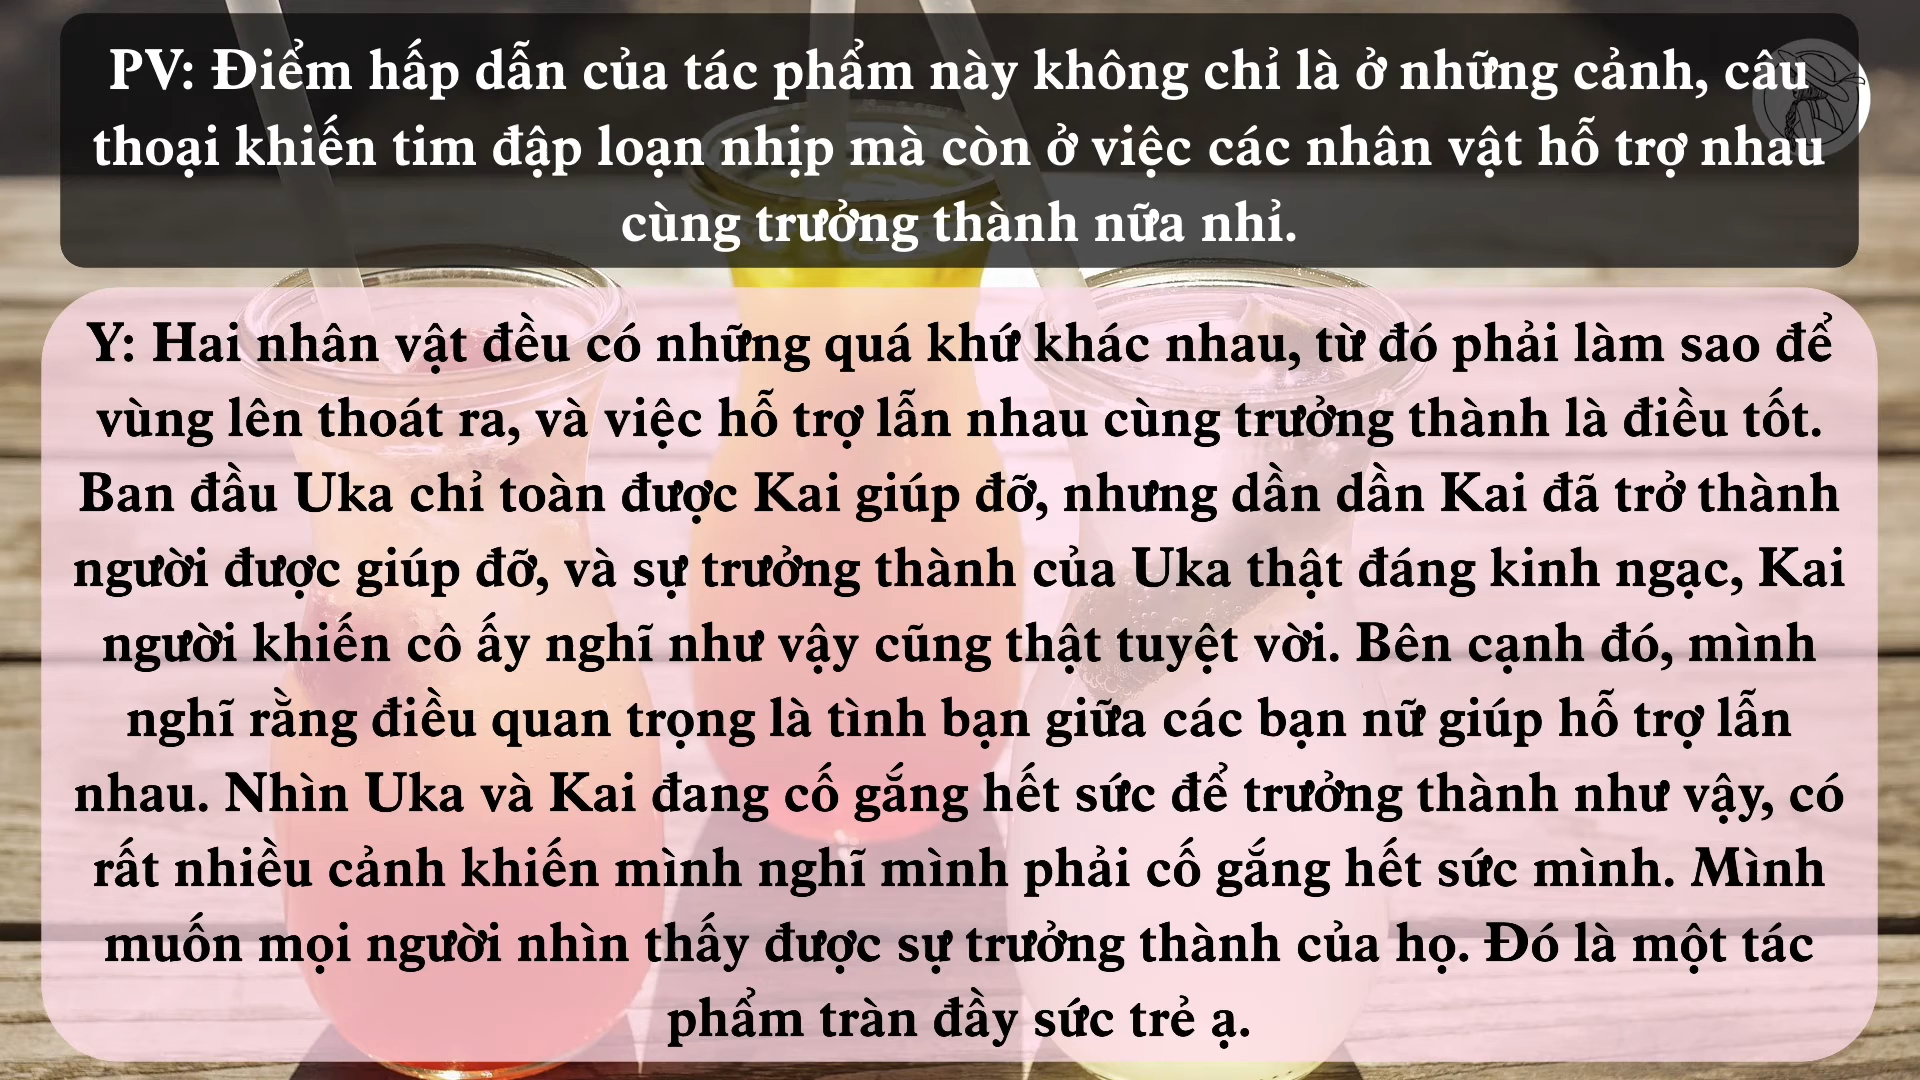 PV: Điểm hấp dẫn của tác phẩm này không chỉ là ở những cảnh, câu
thoại khiến tim đập loạn nhịp mà còn ở việc các nhân vật hỗ trợ nhau
cùng trưởng thành nữa nhỉ.
Y: Hai nhân vật đều có những quá khứ khác nhau, từ đó phải làm sao để
vùng lên thoát ra, và việc hỗ trợ lẫn nhau cùng trưởng thành là điều tốt.
Ban đầu Uka chỉ toàn được Kai giúp đỡ, nhưng dần dần Kai đã trở thành
người được giúp đỡ, và sự trưởng thành của Uka thật đáng kinh ngạc, Kai
người khiến cô ấy nghĩ như vậy cũng thật tuyệt vời. Bên cạnh đó, mình
nghĩ rằng điều quan trọng là tình bạn giữa các bạn nữ giúp hỗ trợ lẫn
nhau. Nhìn Uka và Kai đang cố gắng hết sức để trưởng thành như vậy, có
rất nhiều cảnh khiến mình nghĩ mình phải cố gắng hết sức mình. Mình
muốn mọi người nhìn thấy được sự trưởng thành của họ. Đó là một tác
phẩm tràn đầy sức trẻ ạ.